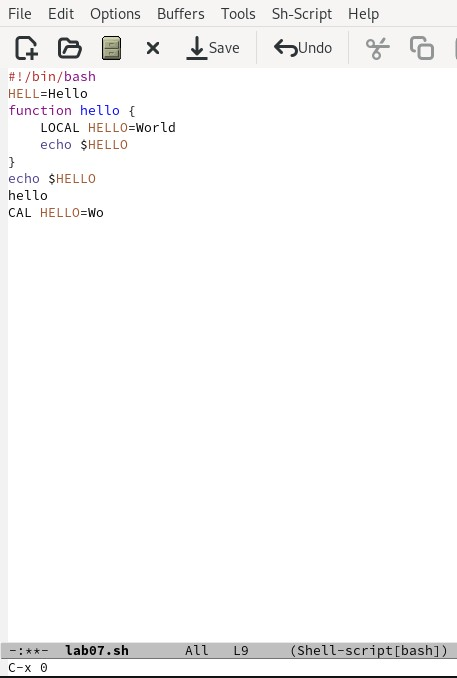 File Edit Options Buffers Tools Sh-Script Help
Save Undo
#!/bin/bash
HELL=Hello
function hello {
    LOCAL HELLO=World
    echo $HELLO
}
echo $HELLO
hello
CAL HELLO=Wo
-:**- lab07.sh All L9 (Shell-script[bash])
C-x 0